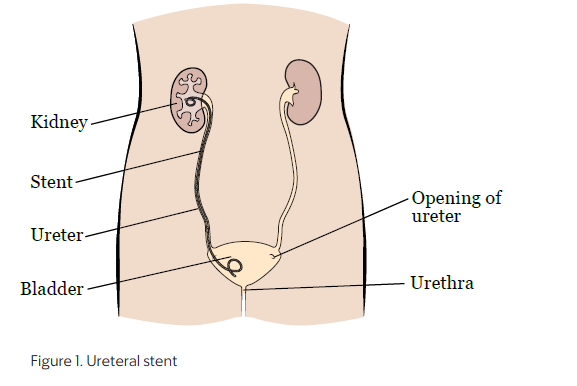 Kidney
Stent
Ureter
Bladder
Opening of
ureter
Urethra
Figure 1. Ureteral stent